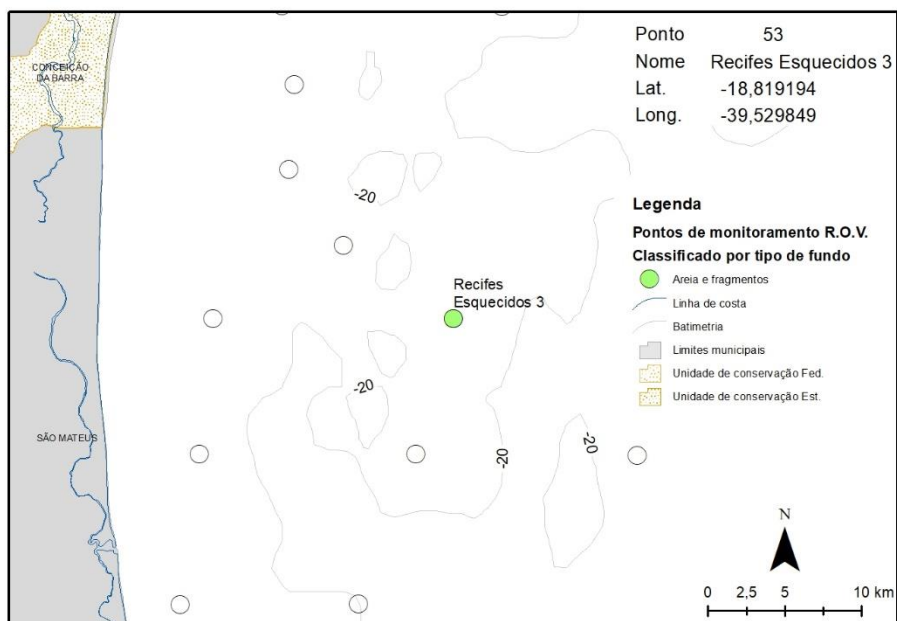 Ponto 53
Nome Recifes Esquecidos 3
Lat. -18,819194
Long. -39,529849
CONCEIÇÃO
DA BARRA
-20
Legenda
Pontos de monitoramento R.O.V.
Classificado por tipo de fundo
Areia e fragmentos
Linha de costa
Batimetria
Limites municipais
Unidade de conservação Fed.
Unidade de conservação Est.
Recifes
Esquecidos 3
-20
SÃO MATEUS
-20
-20
N
0 2,5 5 10 km